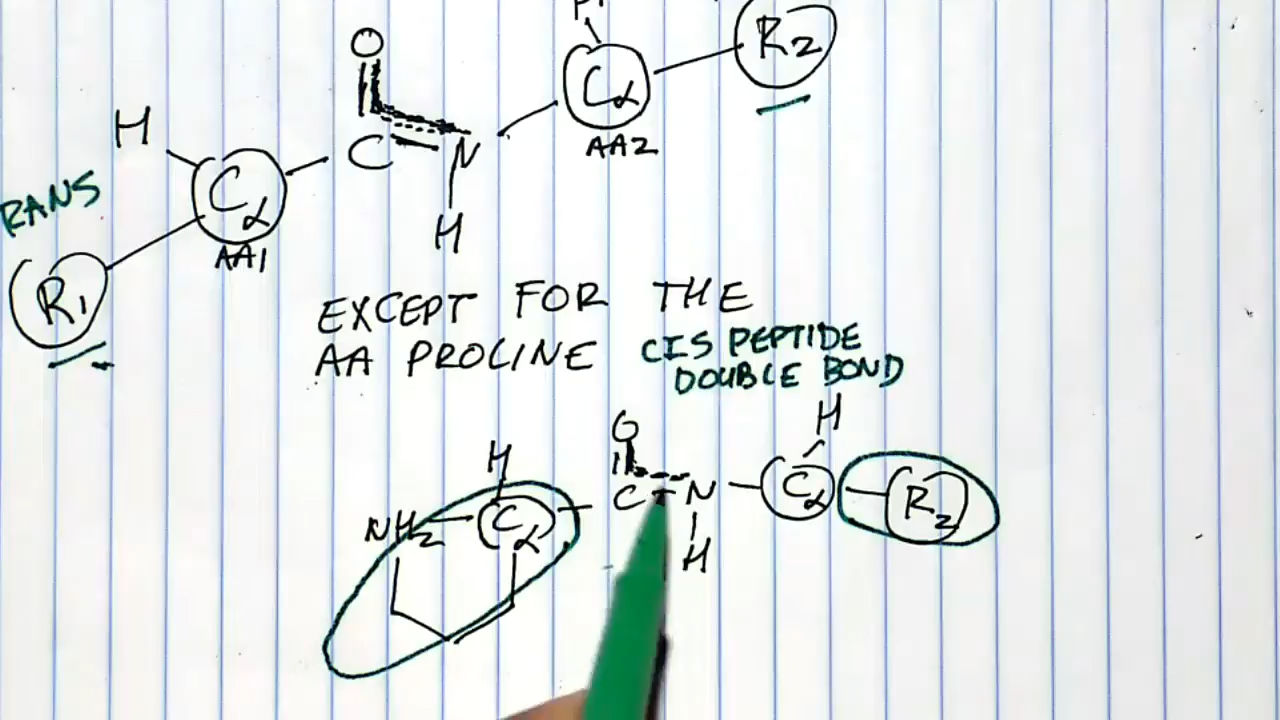 O
R2
Cα
AA2
H
C
N
RANS
Cα
H
AA1
R1
EXCEPT FOR THE
AA PROLINE
CIS PEPTIDE
DOUBLE BOND
H
O
H
NH2
Cα
C
N
Cα
R2
H